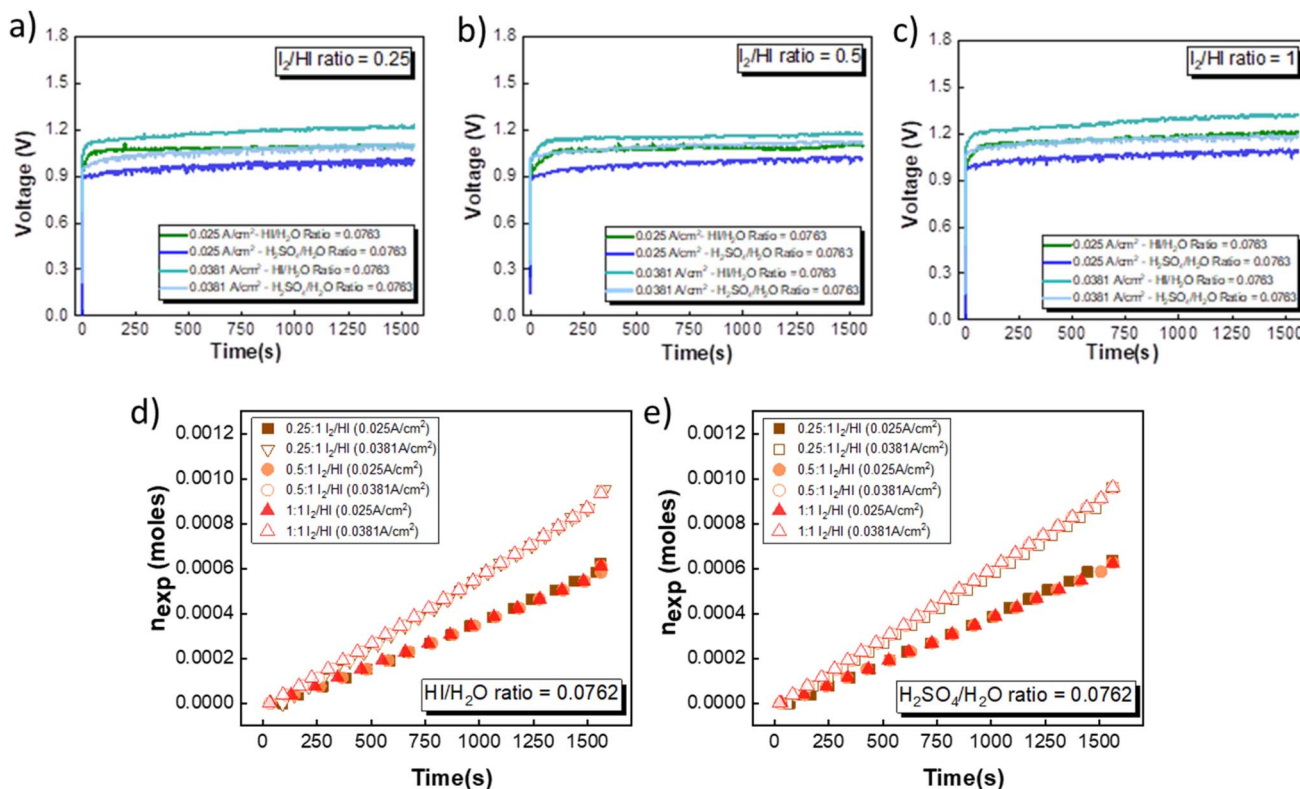 a)
I₂/HI ratio = 0.25
1.8
1.5
1.2
0.9
0.6
0.3
0.0
Voltage (V)
0.025 A/cm²- HI/H₂O Ratio = 0.0763
0.025 A/cm² - H₂SO₄/H₂O Ratio = 0.0763
0.0381 A/cm² - HI/H₂O Ratio = 0.0763
0.0381 A/cm² - H₂SO₄/H₂O Ratio = 0.0763
0 250 500 750 1000 1250 1500
Time(s)
b)
I₂/HI ratio = 0.5
1.8
1.5
1.2
0.9
0.6
0.3
0.0
Voltage (V)
0.025 A/cm² - HI/H₂O Ratio = 0.0763
0.025 A/cm² - H₂SO₄/H₂O Ratio = 0.0763
0.0381 A/cm² - HI/H₂O Ratio = 0.0763
0.0381 A/cm² - H₂SO₄/H₂O Ratio = 0.0763
0 250 500 750 1000 1250 1500
Time(s)
c)
I₂/HI ratio = 1
1.8
1.5
1.2
0.9
0.6
0.3
0.0
Voltage (V)
0.025 A/cm² - HI/H₂O Ratio = 0.0763
0.025 A/cm² - H₂SO₄/H₂O Ratio = 0.0763
0.0381 A/cm² - HI/H₂O Ratio = 0.0763
0.0381 A/cm² - H₂SO₄/H₂O Ratio = 0.0763
0 250 500 750 1000 1250 1500
Time(s)
d)
0.0012
0.0010
0.0008
0.0006
0.0004
0.0002
0.0000
nexp (moles)
0.25:1 I₂/HI (0.025A/cm²)
0.25:1 I₂/HI (0.0381A/cm²)
0.5:1 I₂/HI (0.025A/cm²)
0.5:1 I₂/HI (0.0381A/cm²)
1:1 I₂/HI (0.025A/cm²)
1:1 I₂/HI (0.0381A/cm²)
HI/H₂O ratio = 0.0762
0 250 500 750 1000 1250 1500
Time(s)
e)
0.0012
0.0010
0.0008
0.0006
0.0004
0.0002
0.0000
nexp (moles)
0.25:1 I₂/HI (0.025A/cm²)
0.25:1 I₂/HI (0.0381A/cm²)
0.5:1 I₂/HI (0.025A/cm²)
0.5:1 I₂/HI (0.0381A/cm²)
1:1 I₂/HI (0.025A/cm²)
1:1 I₂/HI (0.0381A/cm²)
H₂SO₄/H₂O ratio = 0.0762
0 250 500 750 1000 1250 1500
Time(s)